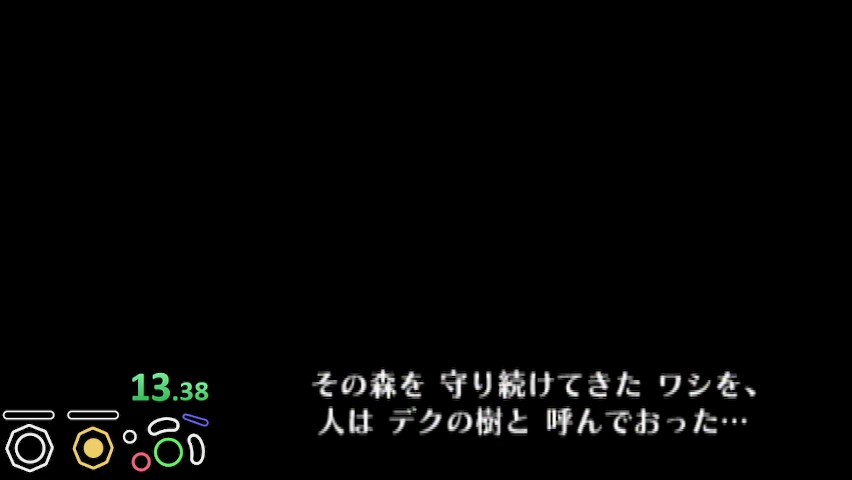 13.38
その森を 守り続けてきた ワシを、
人は デクの樹と 呼んでおった…